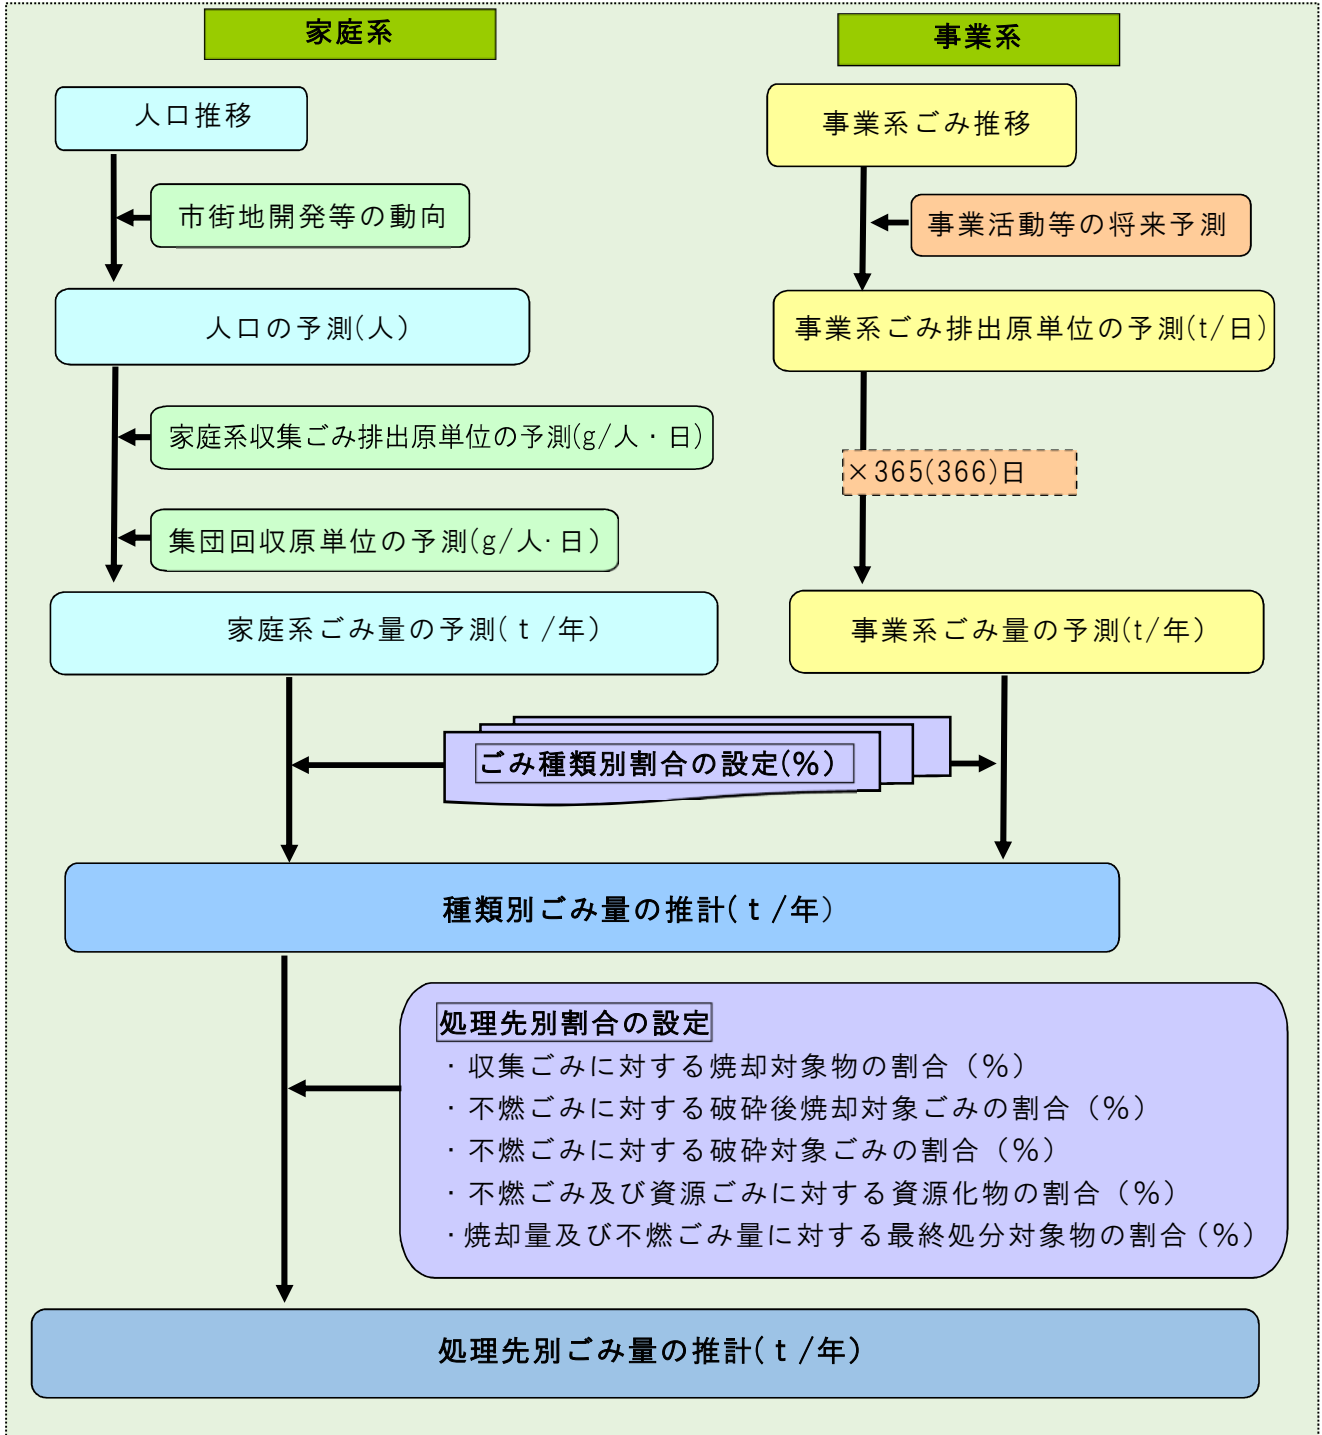 家庭系
事業系
人口推移
事業系ごみ推移
市街地開発等の動向
事業活動等の将来予測
人口の予測(人)
事業系ごみ排出原単位の予測(t/日)
家庭系収集ごみ排出原単位の予測(g/人・日)
×365(366)日
集団回収原単位の予測(g/人・日)
家庭系ごみ量の予測(ｔ/年)
事業系ごみ量の予測(t/年)
ごみ種類別割合の設定(%)
種類別ごみ量の推計(ｔ/年)
処理先別割合の設定
・収集ごみに対する焼却対象物の割合（%）
・不燃ごみに対する破砕後焼却対象ごみの割合（%）
・不燃ごみに対する破砕対象ごみの割合（%）
・不燃ごみ及び資源ごみに対する資源化物の割合（%）
・焼却量及び不燃ごみ量に対する最終処分対象物の割合（%）
処理先別ごみ量の推計(ｔ/年)